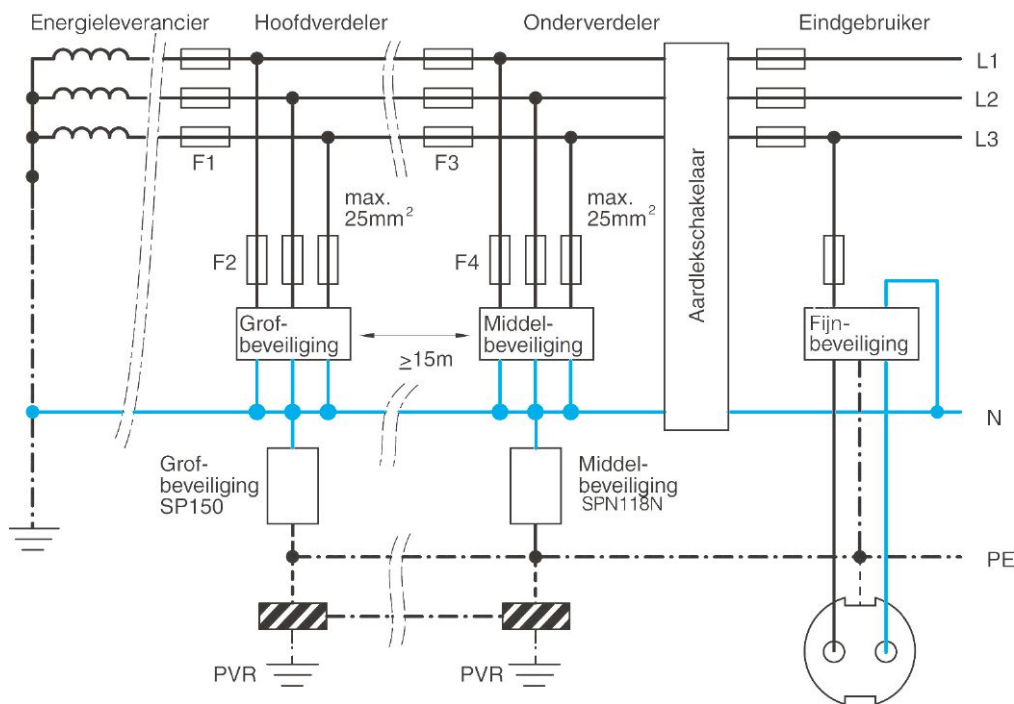 Energieleverancier
Hoofdverdeler
Onderverdeler
Eindgebruiker
L1
L2
L3
F1
F3
max.
25mm²
max.
25mm²
F2
F4
Aardlekschakelaar
Grof-
beveiliging
≥15m
Middel-
beveiliging
Fijn-
beveiliging
N
Grof-
beveiliging
SP150
Middel-
beveiliging
SPN118N
PE
PVR
PVR